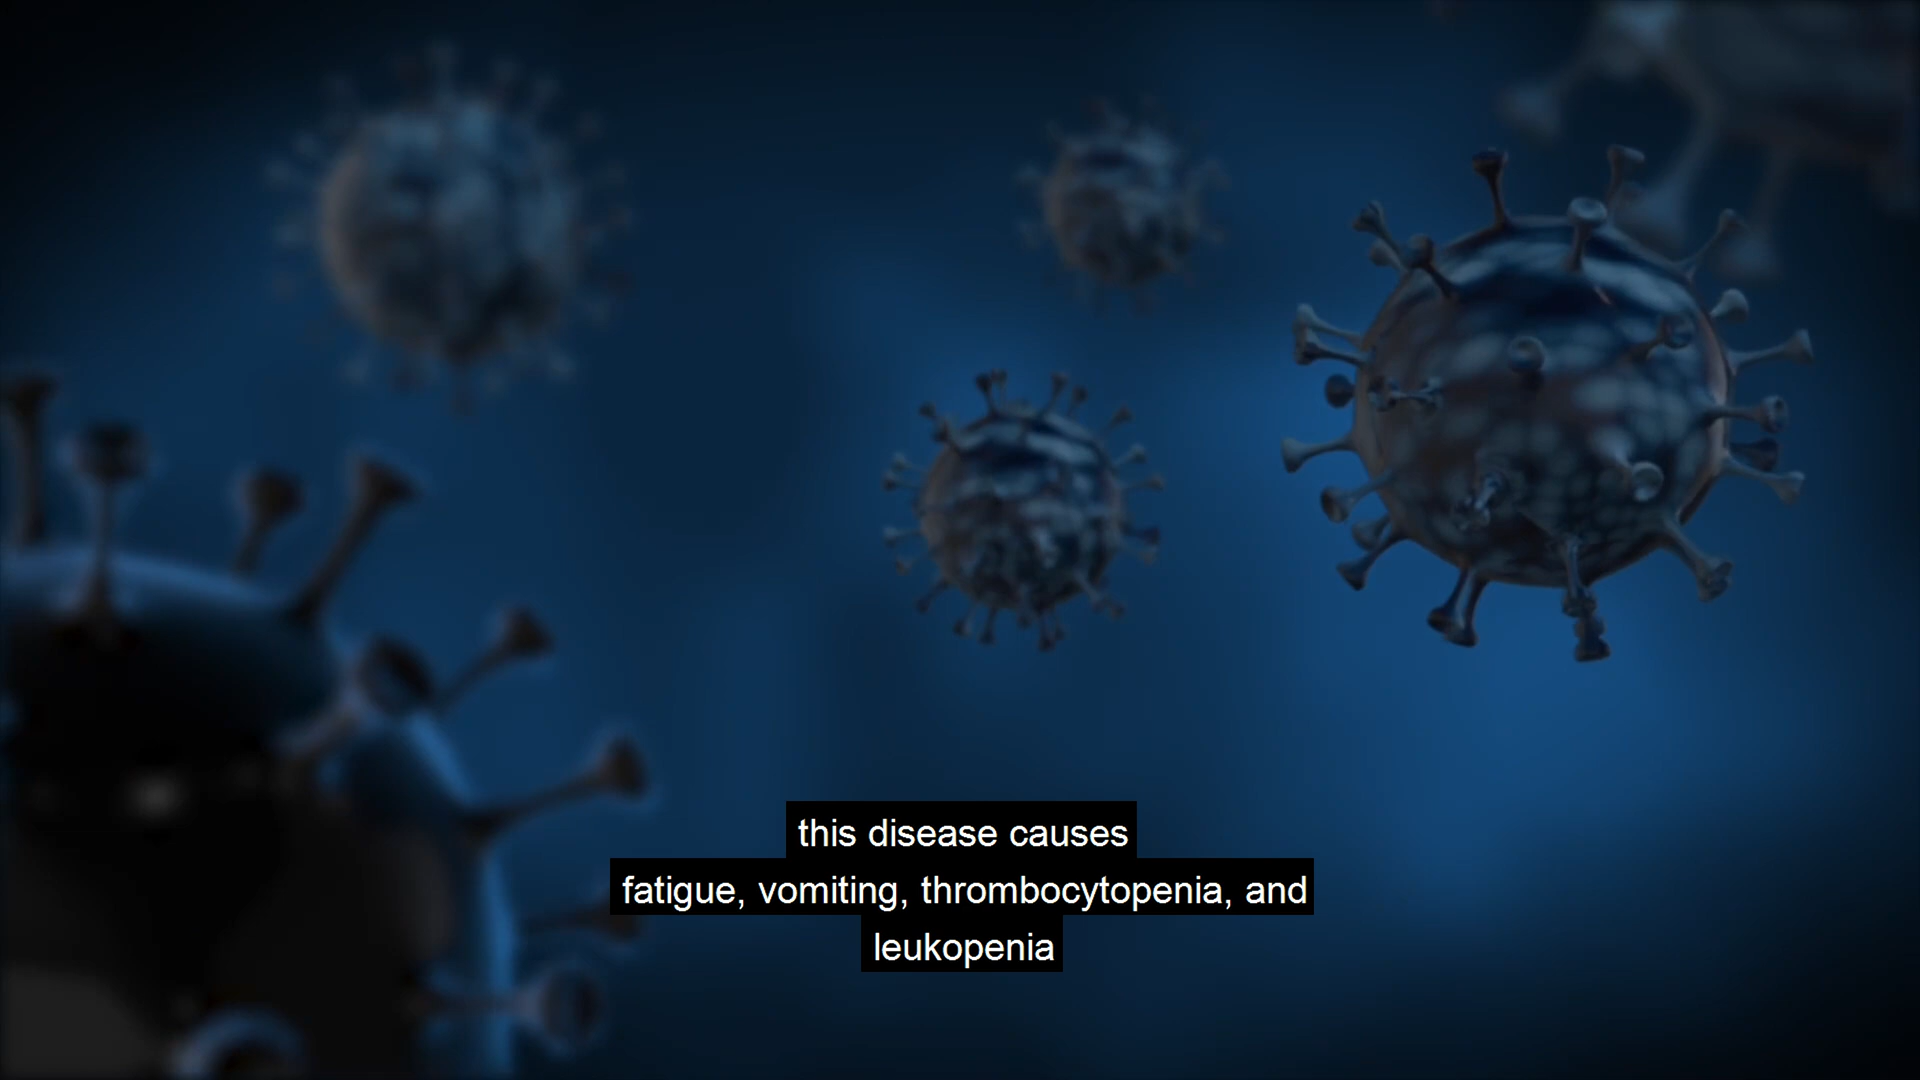 this disease causes
fatigue, vomiting, thrombocytopenia, and
leukopenia